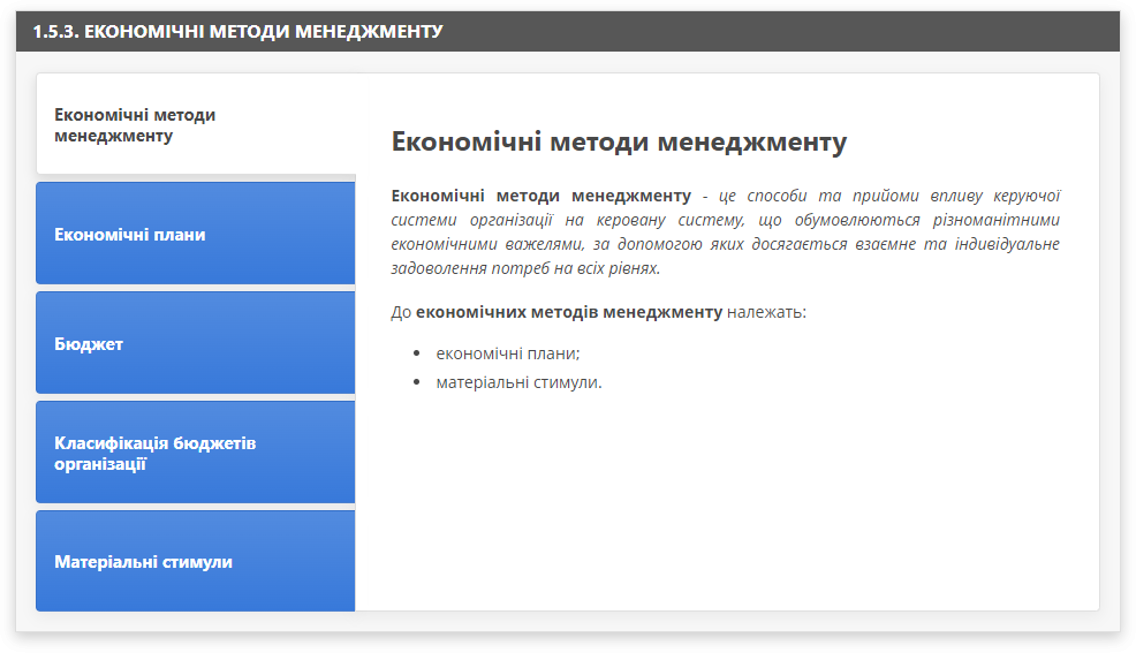 1.5.3. ЕКОНОМІЧНІ МЕТОДИ МЕНЕДЖМЕНТУ
Економічні методи
менеджменту
Економічні плани
Бюджет
Класифікація бюджетів
організації
Матеріальні стимули
Економічні методи менеджменту
Економічні методи менеджменту - це способи та прийоми впливу керуючої
системи організації на керовану систему, що обумовлюються різноманітними
економічними важелями, за допомогою яких досягається взаємне та індивідуальне
задоволення потреб на всіх рівнях.
До економічних методів менеджменту належать:
• економічні плани;
• матеріальні стимули.